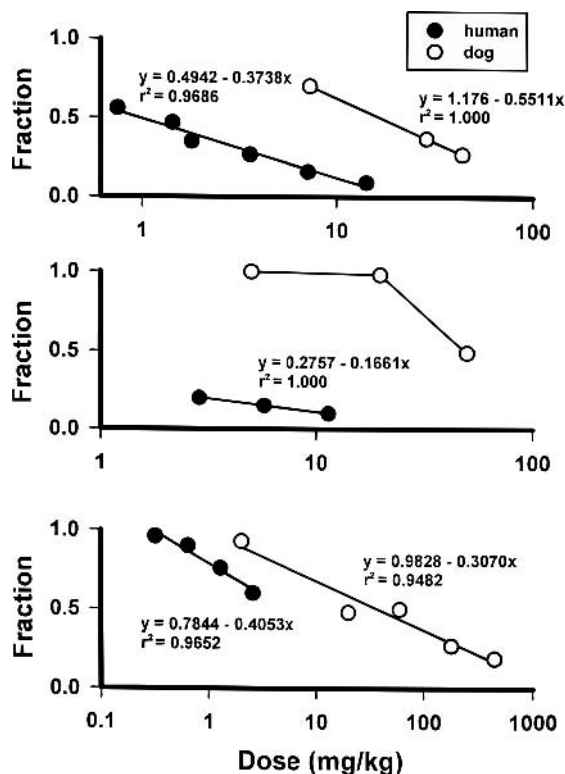 human
dog
1.0
y = 0.4942 - 0.3738x
r² = 0.9686
y = 1.176 - 0.5511x
r² = 1.000
Fraction
0.5
0.0
1 10 100
1.0
Fraction
0.5
y = 0.2757 - 0.1661x
r² = 1.000
0.0
1 10 100
1.0
y = 0.9828 - 0.3070x
r² = 0.9482
Fraction
0.5
y = 0.7844 - 0.4053x
r² = 0.9652
0.0
0.1 1 10 100 1000
Dose (mg/kg)